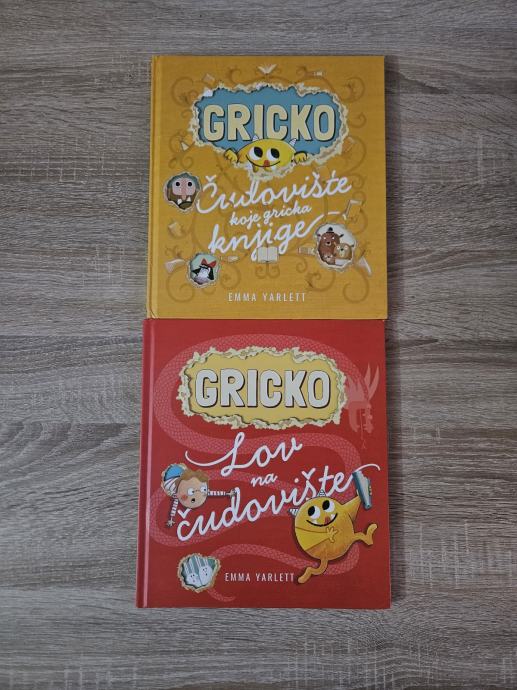 GRICKO
Čudovište
koje gricka
knjige
EMMA YARLETT
GRICKO
Lov
na
čudovište
EMMA YARLETT